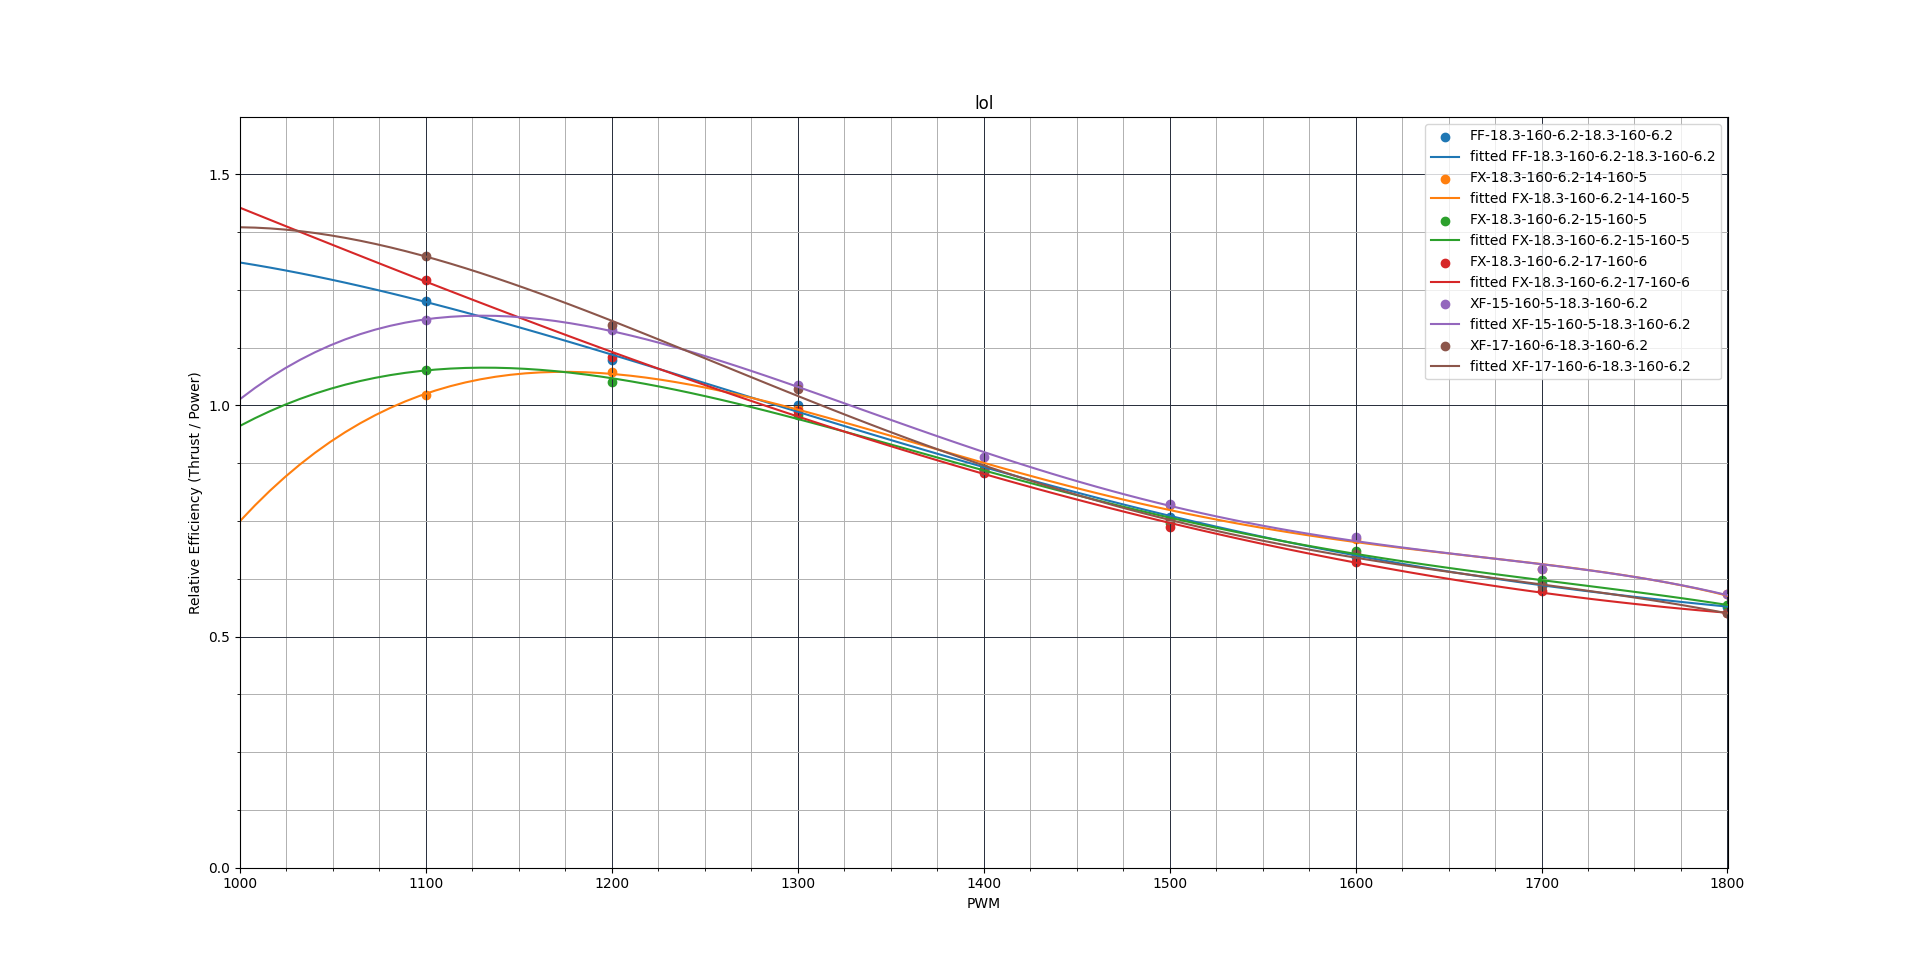 lol
FF-18.3-160-6.2-18.3-160-6.2
fitted FF-18.3-160-6.2-18.3-160-6.2
FX-18.3-160-6.2-14-160-5
fitted FX-18.3-160-6.2-14-160-5
FX-18.3-160-6.2-15-160-5
fitted FX-18.3-160-6.2-15-160-5
FX-18.3-160-6.2-17-160-6
fitted FX-18.3-160-6.2-17-160-6
XF-15-160-5-18.3-160-6.2
fitted XF-15-160-5-18.3-160-6.2
XF-17-160-6-18.3-160-6.2
fitted XF-17-160-6-18.3-160-6.2
Relative Efficiency (Thrust / Power)
1.5
1.0
0.5
0.0
1000 1100 1200 1300 1400 1500 1600 1700 1800
PWM